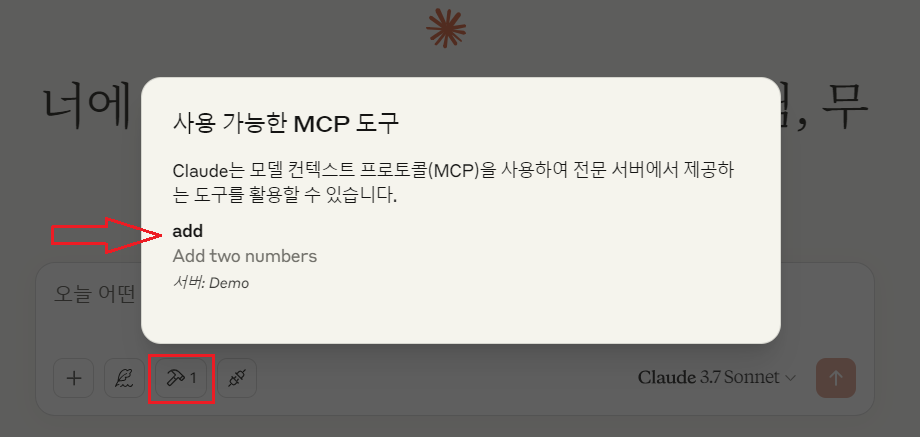 너에
, 무
사용 가능한 MCP 도구
Claude는 모델 컨텍스트 프로토콜(MCP)을 사용하여 전문 서버에서 제공하
는 도구를 활용할 수 있습니다.
add
Add two numbers
서버: Demo
오늘 어떤
1
Claude 3.7 Sonnet